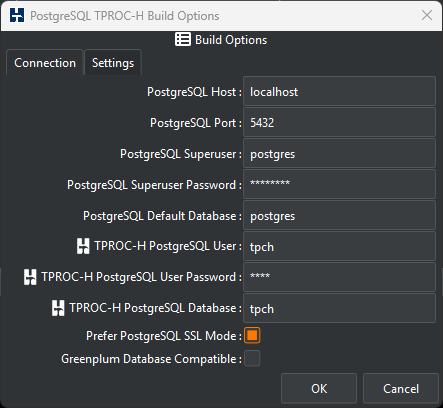 PostgreSQL TPROC-H Build Options
Build Options
Connection Settings
PostgreSQL Host : localhost
PostgreSQL Port : 5432
PostgreSQL Superuser : postgres
PostgreSQL Superuser Password : ********
PostgreSQL Default Database : postgres
TPROC-H PostgreSQL User : tpch
TPROC-H PostgreSQL User Password : ****
TPROC-H PostgreSQL Database : tpch
Prefer PostgreSQL SSL Mode :
Greenplum Database Compatible :
OK Cancel